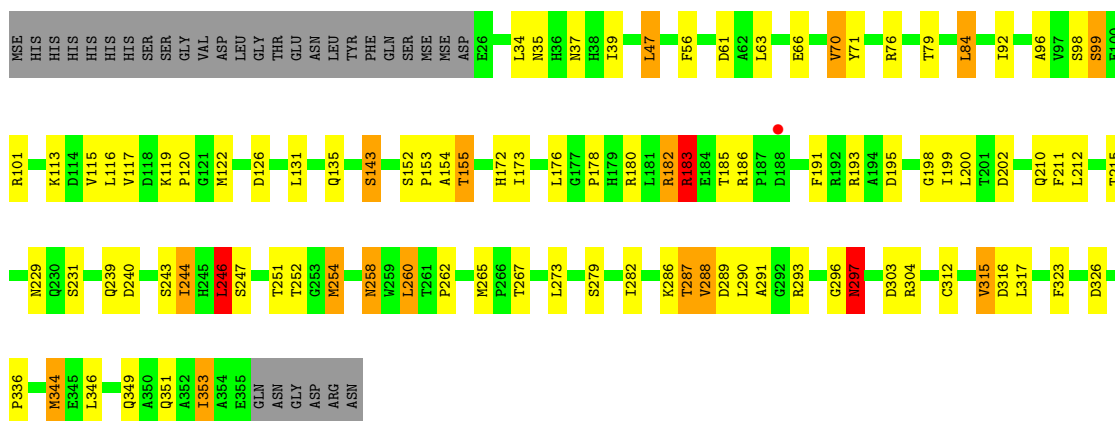 MSE HIS HIS HIS HIS HIS HIS SER SER GLY VAL ASP LEU GLY THR GLU ASN LEU TYR PHE GLN SER MSE MSE ASP E26 L34 N35 H36 N37 H38 I39 L47 F56 D61 A62 L63 E66 V70 Y71 R76 T79 L84 I92 A96 V97 S98 S99 E100
R101 K113 D114 V115 L116 V117 D118 K119 P120 G121 M122 D126 L131 Q135 S143 S152 P153 A154 T155 H172 I173 L176 G177 P178 H179 R180 L181 R182 R183 E184 T185 R186 P187 D188 F191 R192 R193 A194 D195 G198 I199 L200 T201 D202 Q210 F211 L212 T215
N229 Q230 S231 Q239 D240 S243 I244 H245 L246 S247 T251 T252 G253 M254 N258 W259 L260 T261 P262 M265 P266 T267 L273 S279 I282 K286 T287 V288 D289 L290 A291 G292 R293 G296 N297 D303 R304 C312 V315 D316 L317 F323 D326
P336 M344 E345 L346 Q349 A350 Q351 A352 I353 A354 E355 GLN ASN GLY ASP ARG ASN